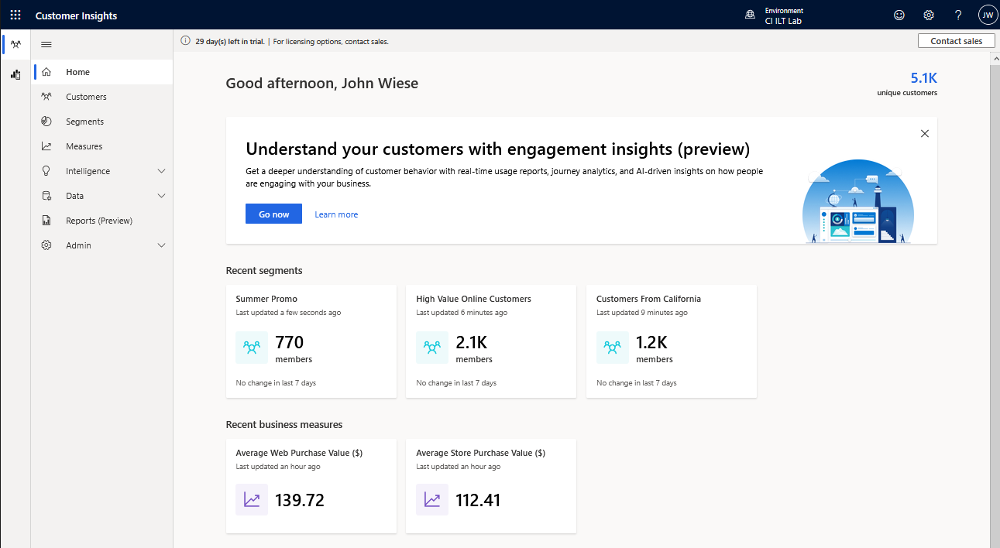 Customer Insights
Environment
CI ILT Lab
?
JW
29 day(s) left in trial. | For licensing options, contact sales.
Contact sales
Home
Customers
Segments
Measures
Intelligence
Data
Reports (Preview)
Admin
Good afternoon, John Wiese
5.1K
unique customers
Understand your customers with engagement insights (preview)
Get a deeper understanding of customer behavior with real-time usage reports, journey analytics, and AI-driven insights on how people
are engaging with your business.
Go now
Learn more
Recent segments
Summer Promo
Last updated a few seconds ago
770
members
No change in last 7 days
High Value Online Customers
Last updated 6 minutes ago
2.1K
members
No change in last 7 days
Customers From California
Last updated 9 minutes ago
1.2K
members
No change in last 7 days
Recent business measures
Average Web Purchase Value ($)
Last updated an hour ago
139.72
Average Store Purchase Value ($)
Last updated an hour ago
112.41